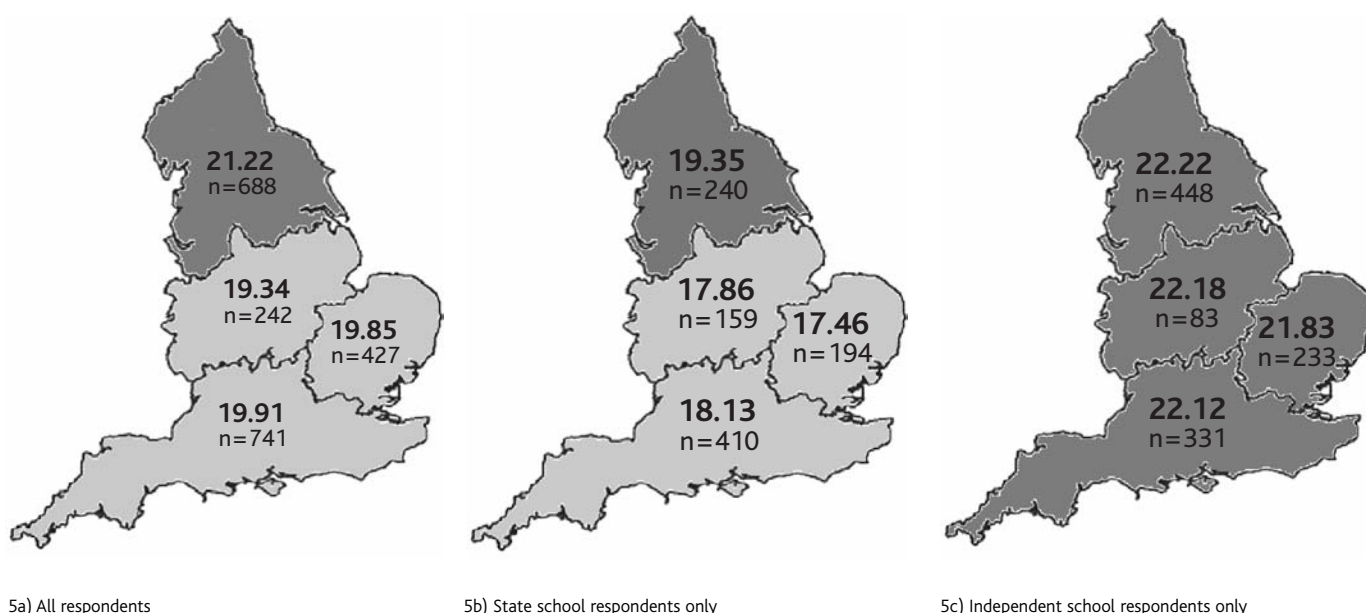 21.22
n=688
19.34
n=242
19.85
n=427
19.91
n=741
5a) All respondents
19.35
n=240
17.86
n=159
17.46
n=194
18.13
n=410
5b) State school respondents only
22.22
n=448
22.18
n=83
21.83
n=233
22.12
n=331
5c) Independent school respondents only